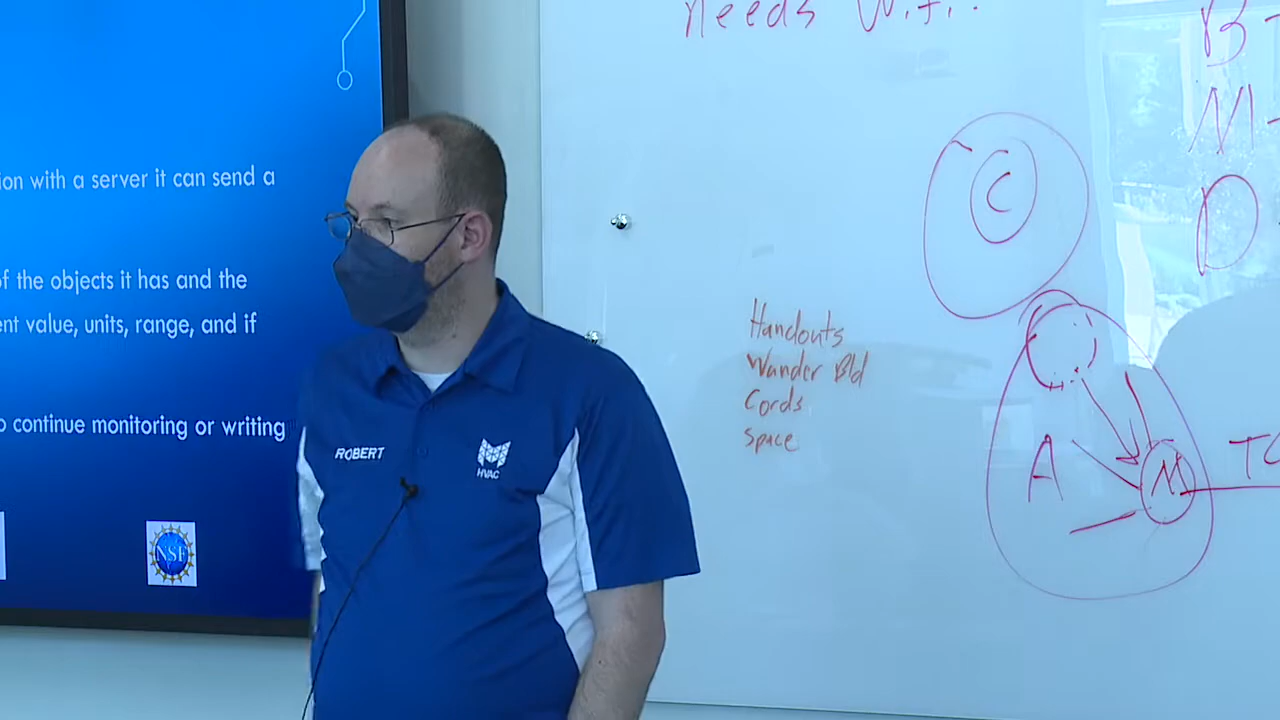 ion with a server it can send a
of the objects it has and the
ent value, units, range, and if
o continue monitoring or writing
NSF
ROBERT
HVAC
needs W.f.
Handouts
Wander Bld
Cords
Space
C
A
M
B
M
D